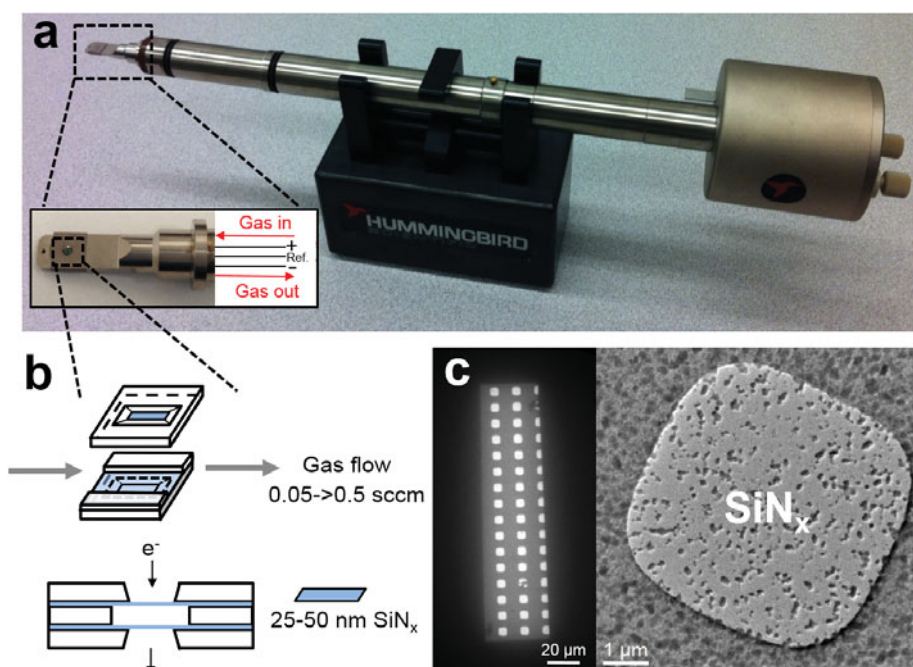 a
HUMMINGBIRD
Gas in
+
Ref.
-
Gas out
b
Gas flow
0.05->0.5 sccm
e⁻
25-50 nm SiNₓ
c
20 µm
SiNₓ
1 µm